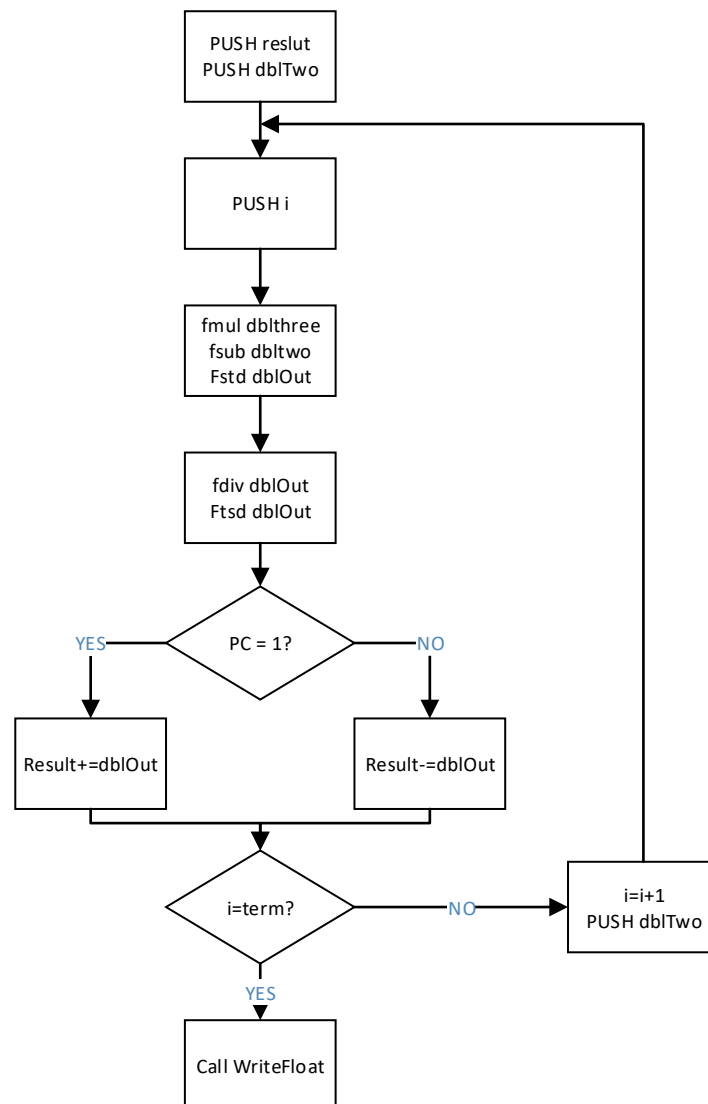 PUSH reslut
PUSH dblTwo
PUSH i
fmul dblthree
fsub dbltwo
Fstd dblOut
fdiv dblOut
Ftsd dblOut
PC = 1?
YES
NO
Result+=dblOut
Result-=dblOut
i=term?
NO
i=i+1
PUSH dblTwo
YES
Call WriteFloat